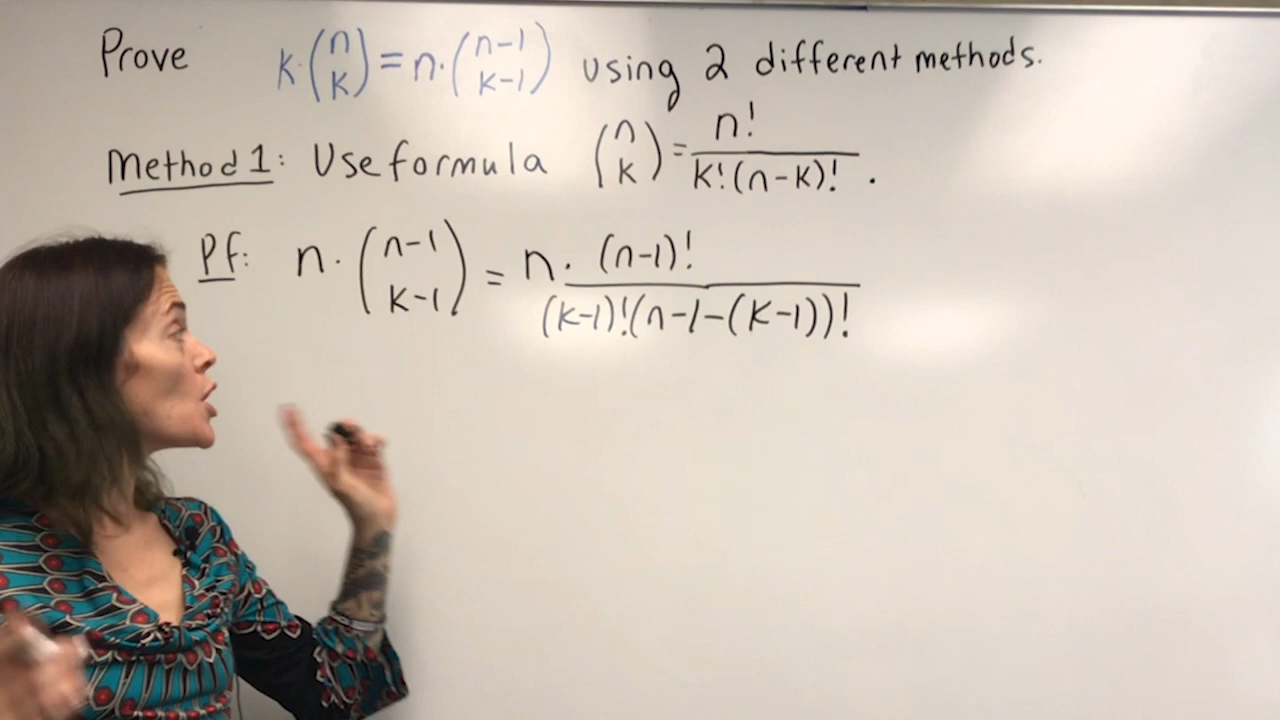 Prove k·(n k) = n·(n-1 k-1) using 2 different methods.
Method 1: Use formula (n k) = n! / k!(n-k)! .
Pf: n·(n-1 k-1) = n·(n-1)! / (k-1)!(n-1-(k-1))!